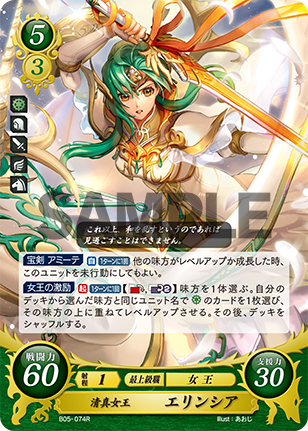 5
3
SAMPLE
これ以上、和を乱すというのであれば
見過ごすことはできません。
宝剣 アミーテ 自 1ターンに1回 他の味方がレベルアップか成長した時、
このユニットを未行動にしてもよい。
女王の激励 起 1ターンに1回 味方を1体選ぶ。自分の
デッキから選んだ味方と同じユニット名で のカードを1枚選び、
その味方の上に重ねてレベルアップさせる。その後、デッキを
シャッフルする。
戦闘力
60
射程 1 最上級職 女王
支援力
30
清真女王 エリンシア
B05-074R
Illust:あおじ